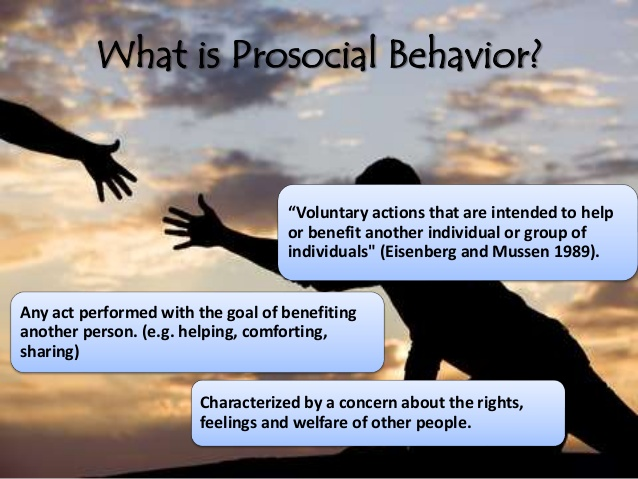 What is Prosocial Behavior?
“Voluntary actions that are intended to help
or benefit another individual or group of
individuals" (Eisenberg and Mussen 1989).
Any act performed with the goal of benefiting
another person. (e.g. helping, comforting,
sharing)
Characterized by a concern about the rights,
feelings and welfare of other people.